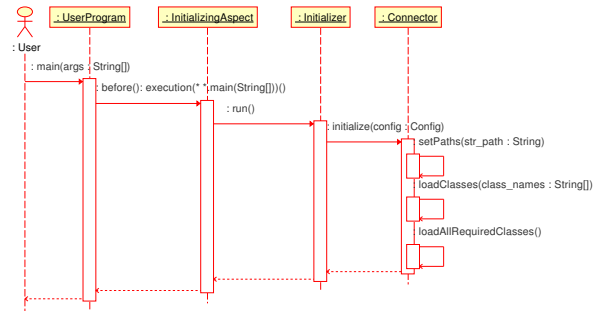 : UserProgram
: InitializingAspect
: Initializer
: Connector
: User
: main(args : String[])
: before(): execution(* *.main(String[]))()
: run()
: initialize(config : Config)
: setPaths(str_path : String)
: loadClasses(class_names : String[])
: loadAllRequiredClasses()